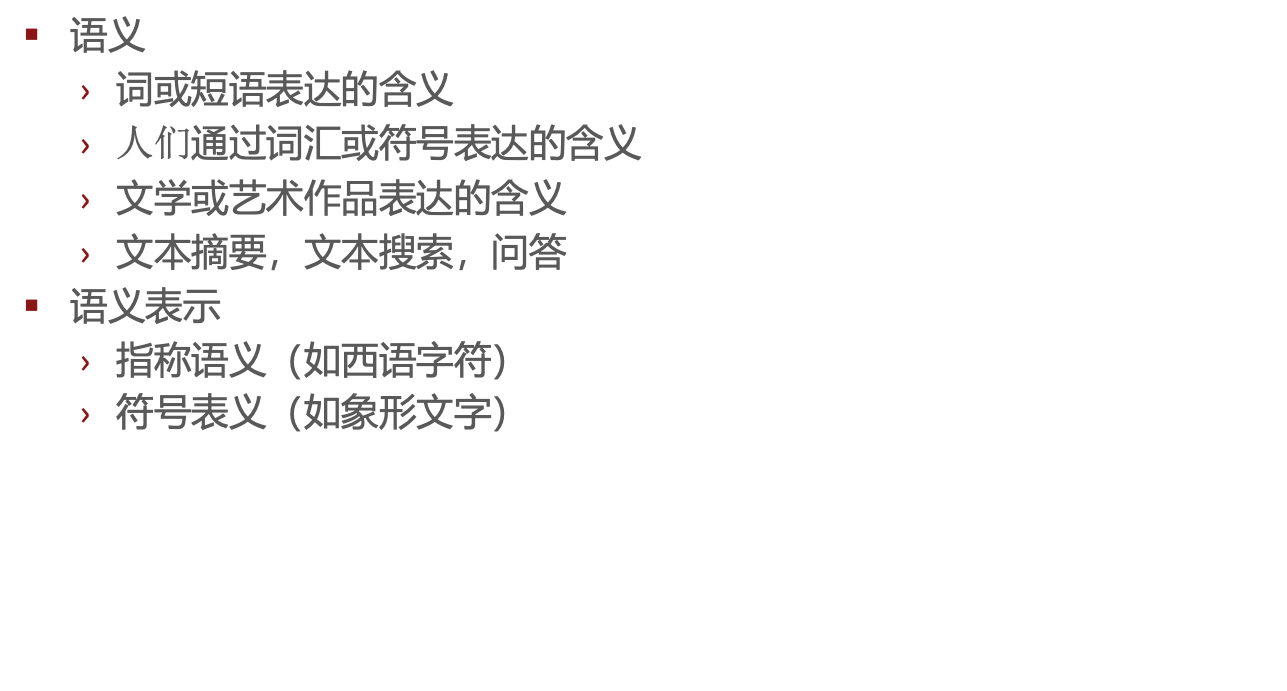 ▪ 语义
› 词或短语表达的含义
› 人们通过词汇或符号表达的含义
› 文学或艺术作品表达的含义
› 文本摘要，文本搜索，问答
▪ 语义表示
› 指称语义（如西语字符）
› 符号表义（如象形文字）